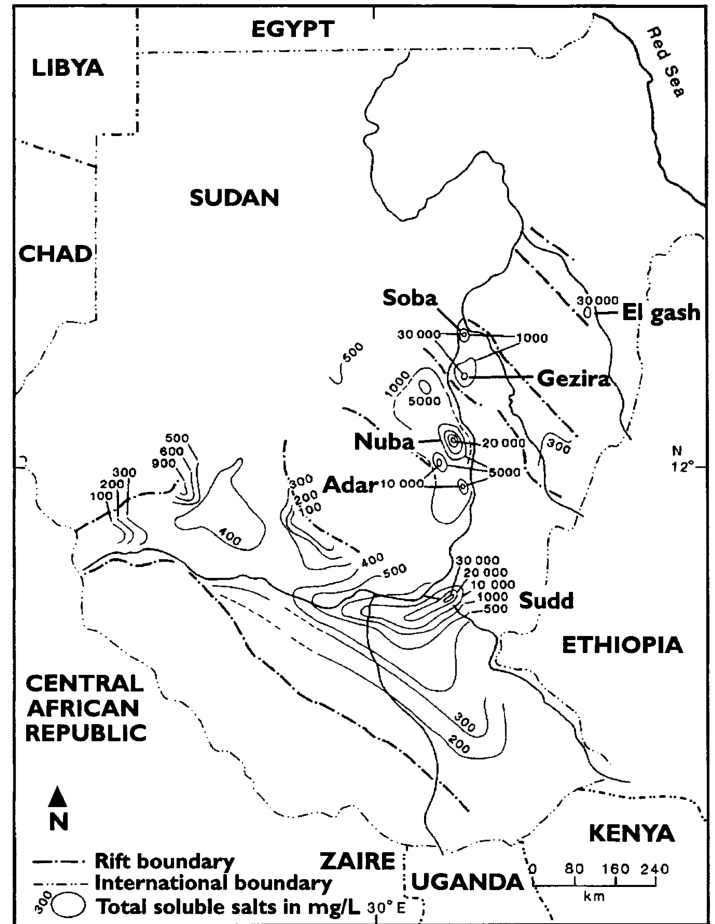 EGYPT
LIBYA
Red Sea
SUDAN
CHAD
30 000
El gash
Soba
30 000
1000
500
Gezira
1000
5000
300
Nuba
20 000
N
12°
5000
Adar
10 000
500
600
900
300
200
100
300
200
100
400
400
500
30 000
20 000
10 000
1000
500
Sudd
ETHIOPIA
CENTRAL
AFRICAN
REPUBLIC
300
200
N
KENYA
Rift boundary
ZAIRE
International boundary
UGANDA
0 80 160 240
km
300
Total soluble salts in mg/L
30° E